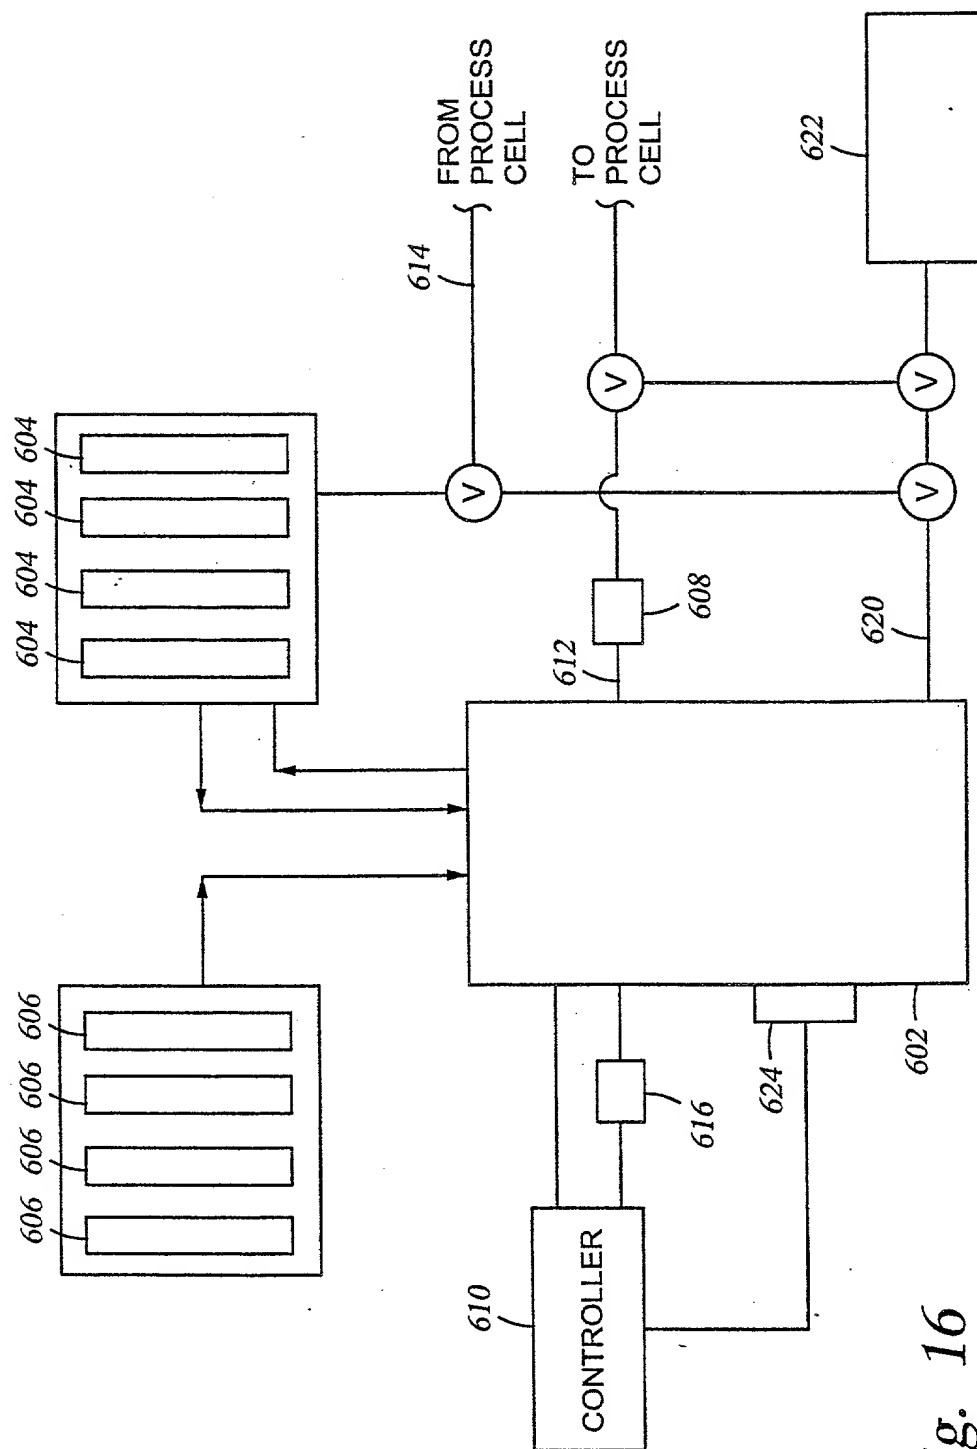 606 606 606 606
604 604 604 604
614
FROM
PROCESS
CELL
610
V
612
TO
PROCESS
CELL
CONTROLLER
V
616
608
624
622
620
602
V
V
g. 16